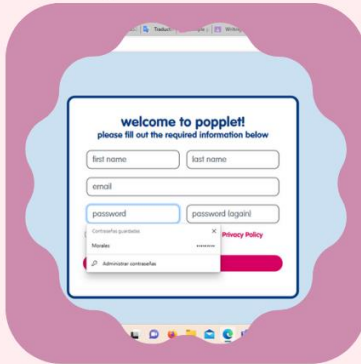 Writing
welcome to popplet!
please fill out the required information below
first name last name
email
password password (again)
Contraseñas guardadas X
Privacy Policy
Morales ••••••••
Administrar contraseñas